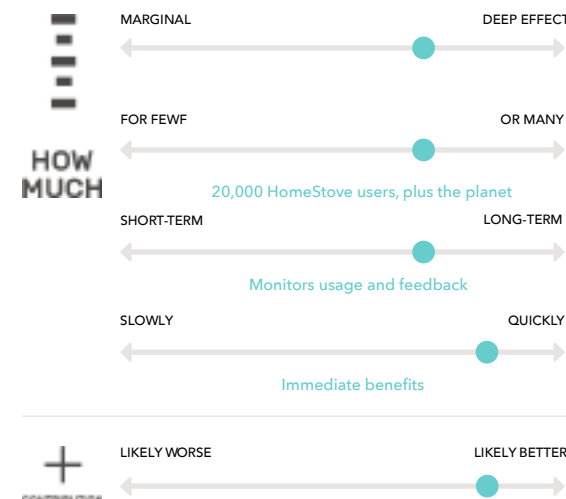 MARGINAL DEEP EFFECT
FOR FEWF OR MANY
HOW
MUCH
20,000 HomeStove users, plus the planet
SHORT-TERM LONG-TERM
Monitors usage and feedback
SLOWLY QUICKLY
Immediate benefits
LIKELY WORSE LIKELY BETTER